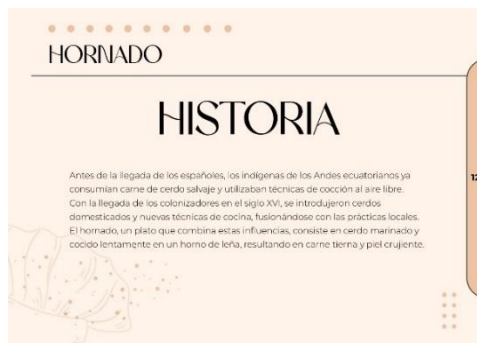 HORNADO
HISTORIA
Antes de la llegada de los españoles, los indígenas de los Andes ecuatorianos ya
consumían carne de cerdo salvaje y utilizaban técnicas de cocción al aire libre.
Con la llegada de los colonizadores en el siglo XVI, se introdujeron cerdos
domesticados y nuevas técnicas de cocina, fusionándose con las prácticas locales.
El hornado, un plato que combina estas influencias, consiste en cerdo marinado y
cocido lentamente en un horno de leña, resultando en carne tierna y piel crujiente.